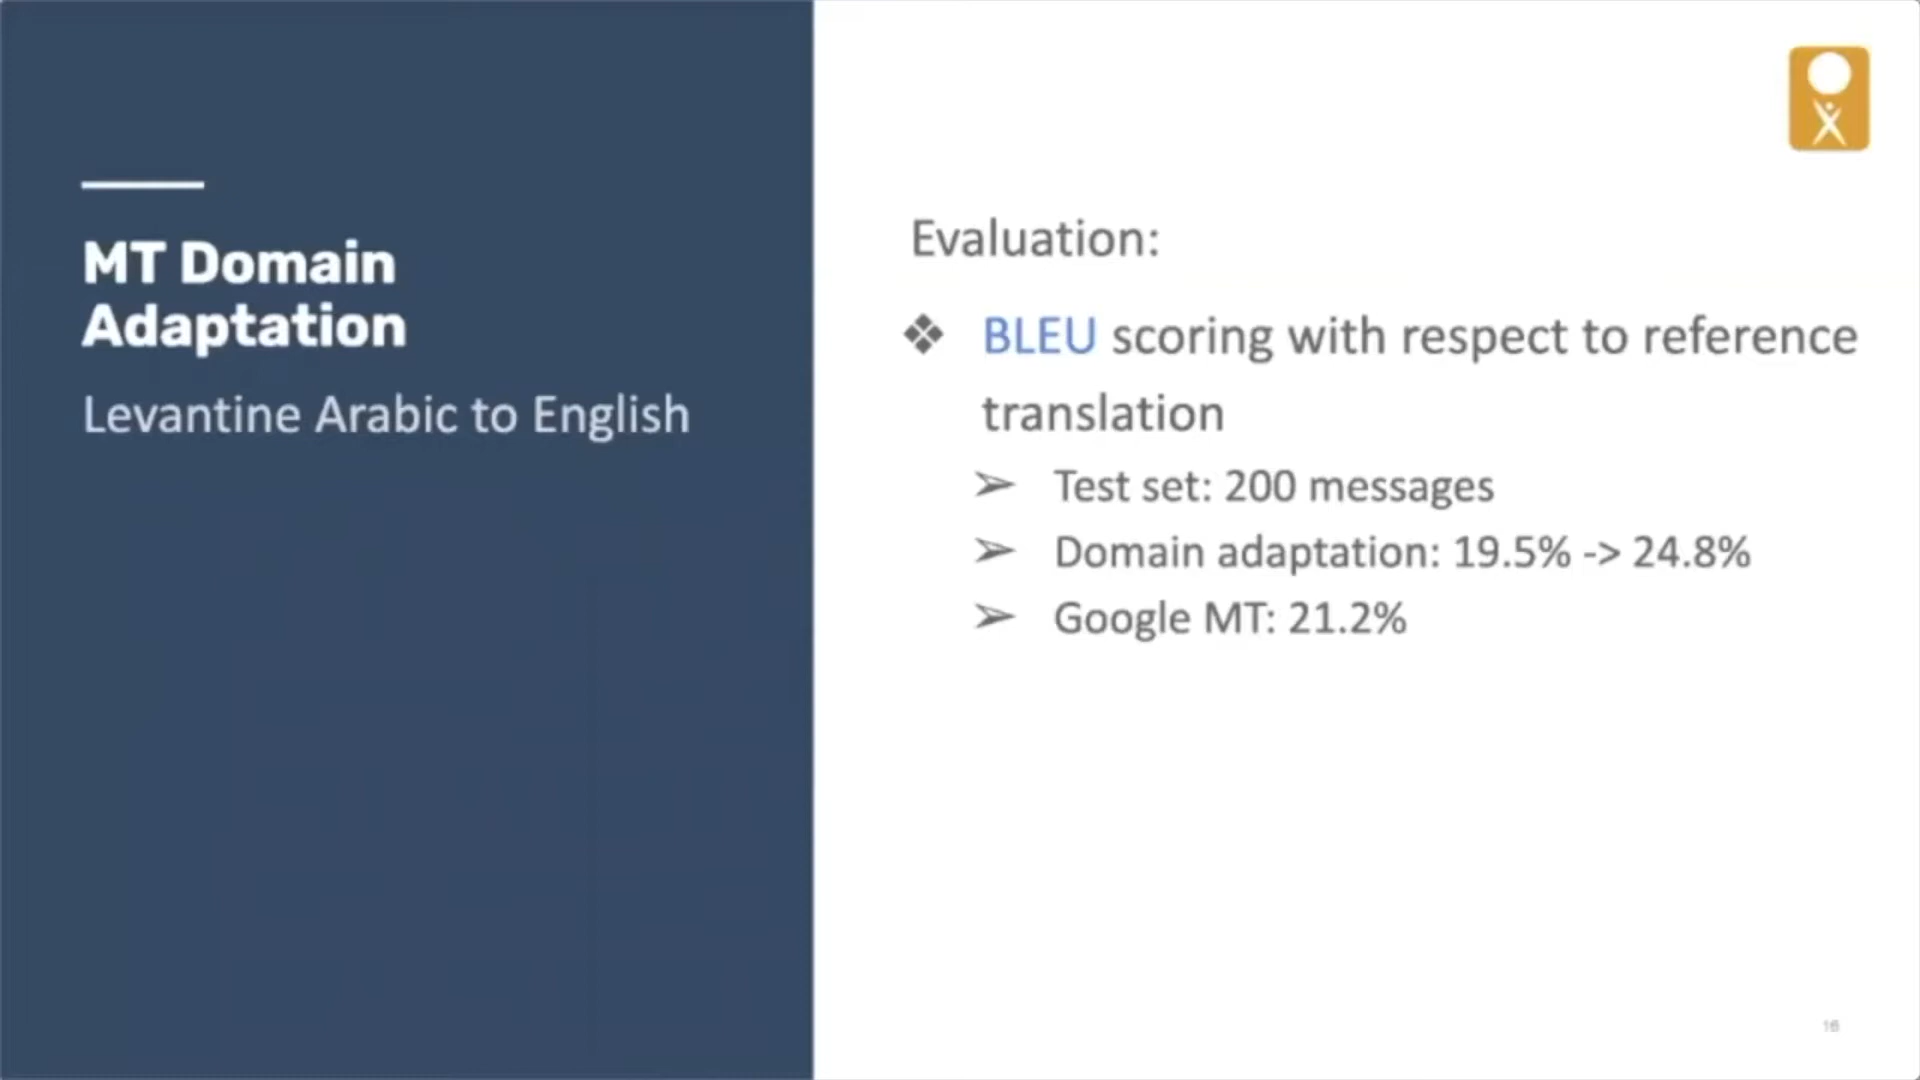 MT Domain
Adaptation
Levantine Arabic to English
Evaluation:
❖ BLEU scoring with respect to reference
translation
➢ Test set: 200 messages
➢ Domain adaptation: 19.5% -> 24.8%
➢ Google MT: 21.2%